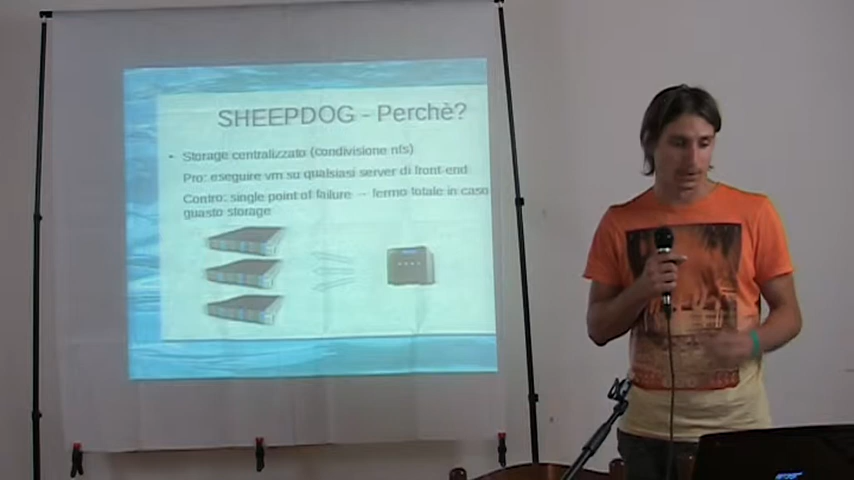 SHEEPDOG - Perchè?
• Storage centralizzato (condivisione nfs)
Pro: eseguire vm su qualsiasi server di front-end
Contro: single point of failure → fermo totale in caso
guasto storage